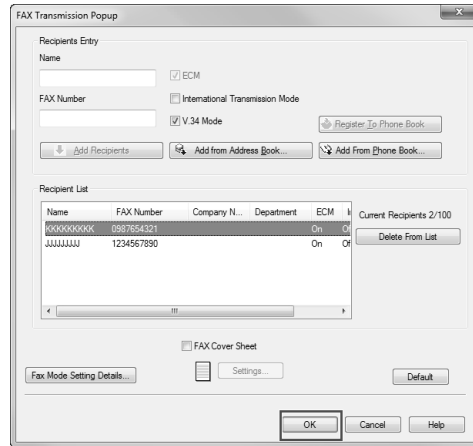 FAX Transmission Popup
Recipients Entry
Name
ECM
FAX Number
International Transmission Mode
V.34 Mode
Register To Phone Book
Add Recipients
Add from Address Book...
Add From Phone Book...
Recipient List
Name FAX Number Company N... Department ECM
KKKKKKKKK 0987654321 On Of
JJJJJJJJJ 1234567890 On Of
Current Recipients 2/100
Delete From List
FAX Cover Sheet
Fax Mode Setting Details...
Settings...
Default
OK
Cancel
Help